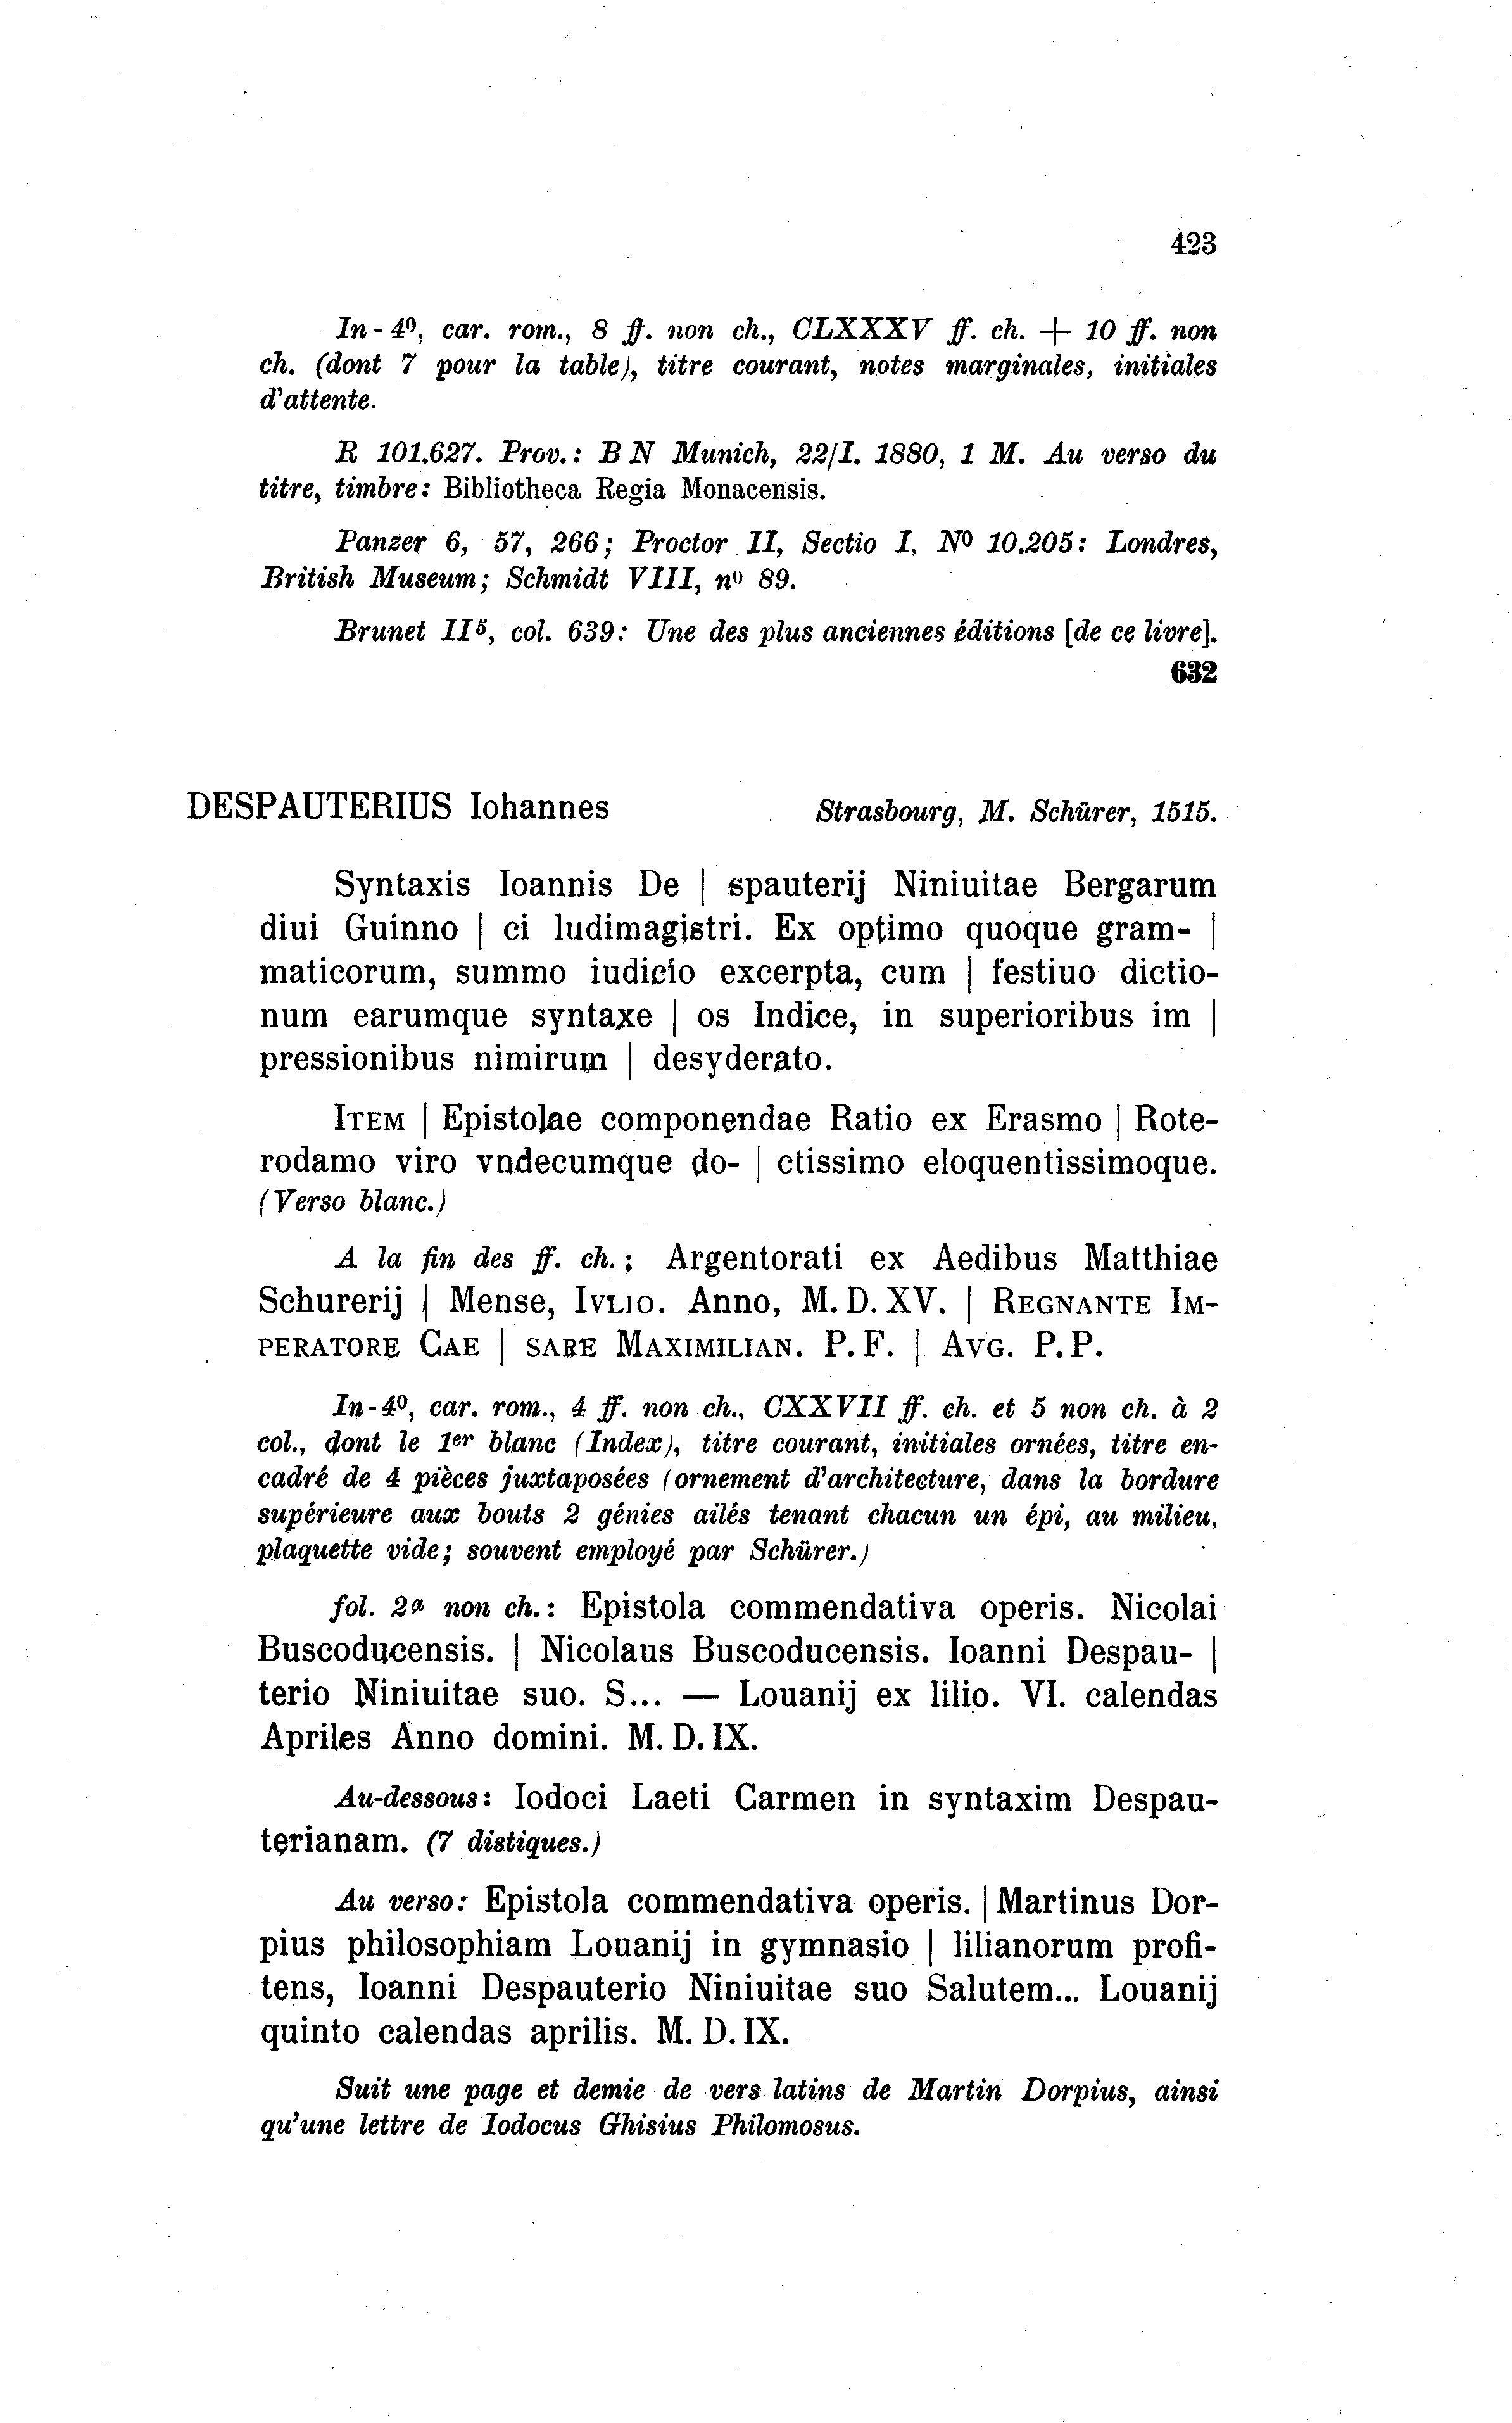 423
In-4⁰, car. rom., 8 ff. non ch., CLXXXV ff. ch. + 10 ff. non
ch. (dont 7 pour la table), titre courant, notes marginales, initiales
d'attente.
R 101.627. Prov.: B N Munich, 22/I. 1880, 1 M. Au verso du
titre, timbre: Bibliotheca Regia Monacensis.
Panzer 6, 57, 266; Proctor II, Sectio I, N⁰ 10.205: Londres,
British Museum; Schmidt VIII, n⁰ 89.
Brunet II⁵, col. 639: Une des plus anciennes éditions [de ce livre].
632
DESPAUTERIUS Iohannes Strasbourg, M. Schürer, 1515.
Syntaxis Ioannis De | spauterij Niniuitae Bergarum
diui Guinno | ci ludimagistri. Ex optimo quoque gram- |
maticorum, summo iudicio excerpta, cum | festiuo dictio-
num earumque syntaxe | os Indice, in superioribus im |
pressionibus nimirum | desyderato.
ITEM | Epistolae componendae Ratio ex Erasmo | Rote-
rodamo viro vndecumque do- | ctissimo eloquentissimoque.
(Verso blanc.)
A la fin des ff. ch.: Argentorati ex Aedibus Matthiae
Schurerij | Mense, IVLIO. Anno, M. D. XV. | REGNANTE IM-
PERATORE CAE | SARE MAXIMILIAN. P. F. | AVG. P. P.
In-4⁰, car. rom., 4 ff. non ch., CXXVII ff. ch. et 5 non ch. à 2
col., dont le 1er blanc (Index), titre courant, initiales ornées, titre en-
cadré de 4 pièces juxtaposées (ornement d'architecture, dans la bordure
supérieure aux bouts 2 génies ailés tenant chacun un épi, au milieu,
plaquette vide; souvent employé par Schürer.)
fol. 2a non ch.: Epistola commendativa operis. Nicolai
Buscoducensis. | Nicolaus Buscoducensis. Ioanni Despau- |
terio Niniuitae suo. S... — Louanij ex lilio. VI. calendas
Apriles Anno domini. M. D. IX.
Au-dessous: Iodoci Laeti Carmen in syntaxim Despau-
terianam. (7 distiques.)
Au verso: Epistola commendativa operis. | Martinus Dor-
pius philosophiam Louanij in gymnasio | lilianorum profi-
tens, Ioanni Despauterio Niniuitae suo Salutem... Louanij
quinto calendas aprilis. M. D. IX.
Suit une page et demie de vers latins de Martin Dorpius, ainsi
qu'une lettre de Iodocus Ghisius Philomosus.